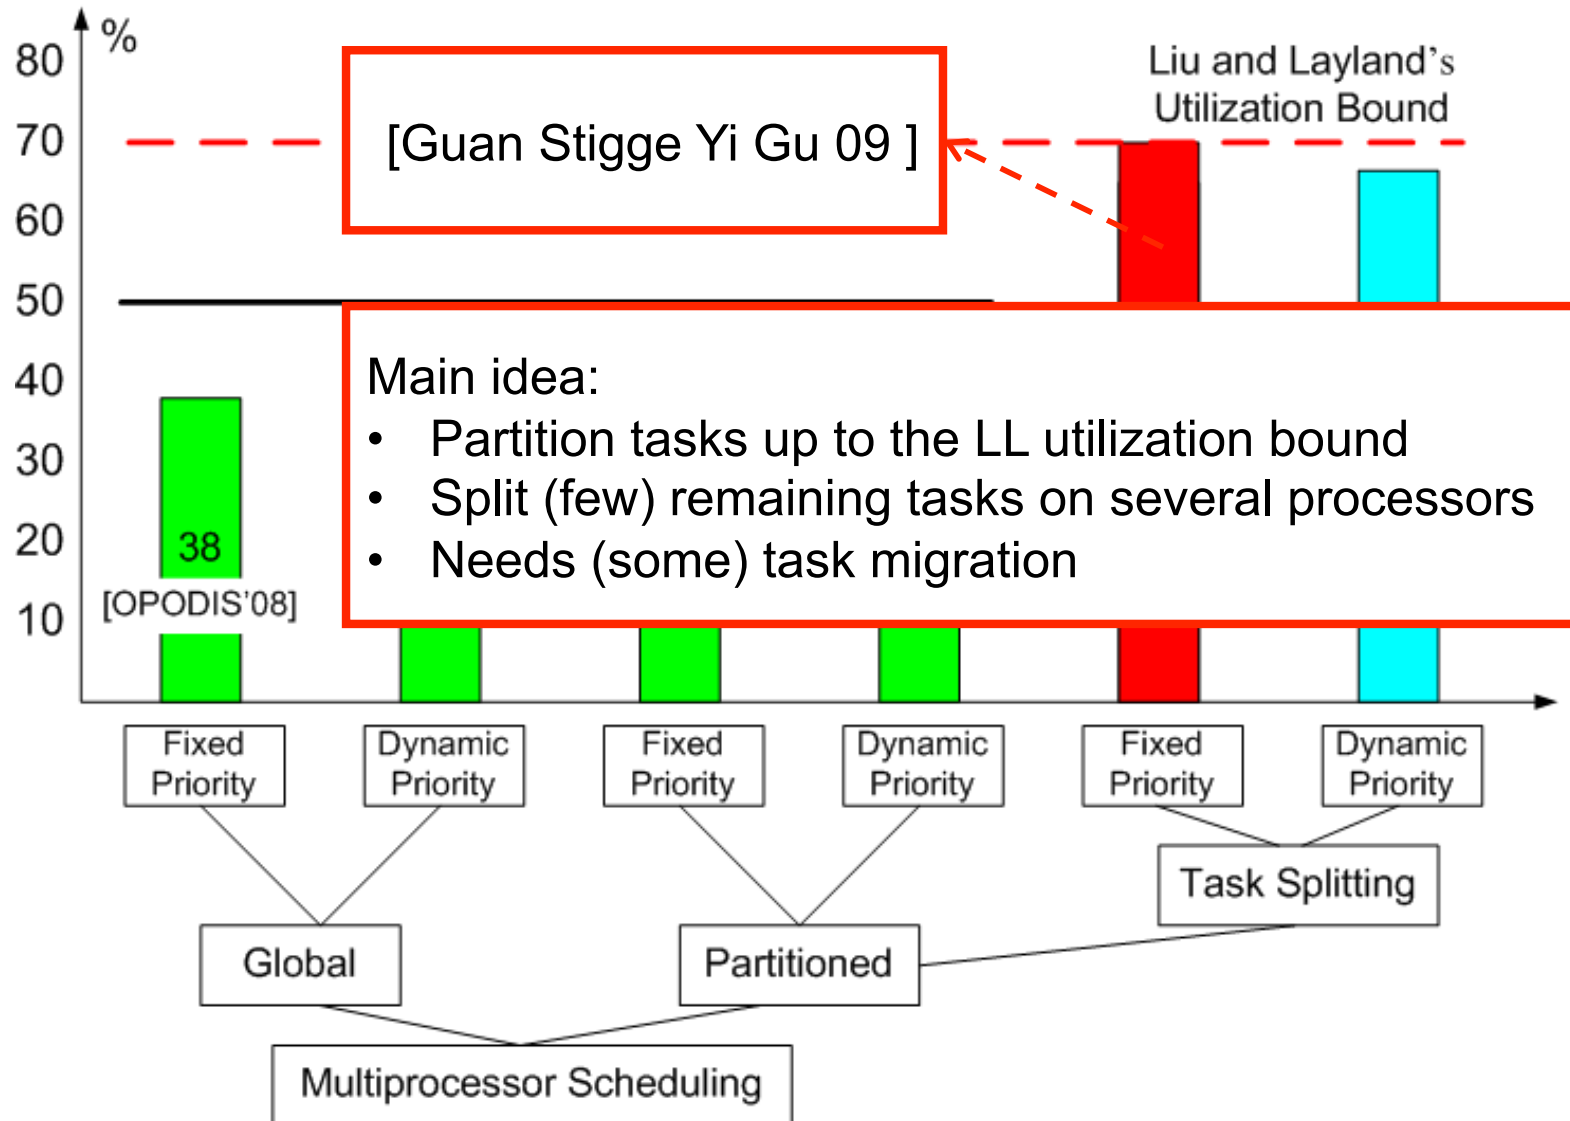 %
80
70
60
50
40
30
20
10
Liu and Layland's
Utilization Bound
[Guan Stigge Yi Gu 09 ]
Main idea:
• Partition tasks up to the LL utilization bound
• Split (few) remaining tasks on several processors
• Needs (some) task migration
38
[OPODIS'08]
Fixed
Priority
Dynamic
Priority
Fixed
Priority
Dynamic
Priority
Fixed
Priority
Dynamic
Priority
Task Splitting
Global
Partitioned
Multiprocessor Scheduling